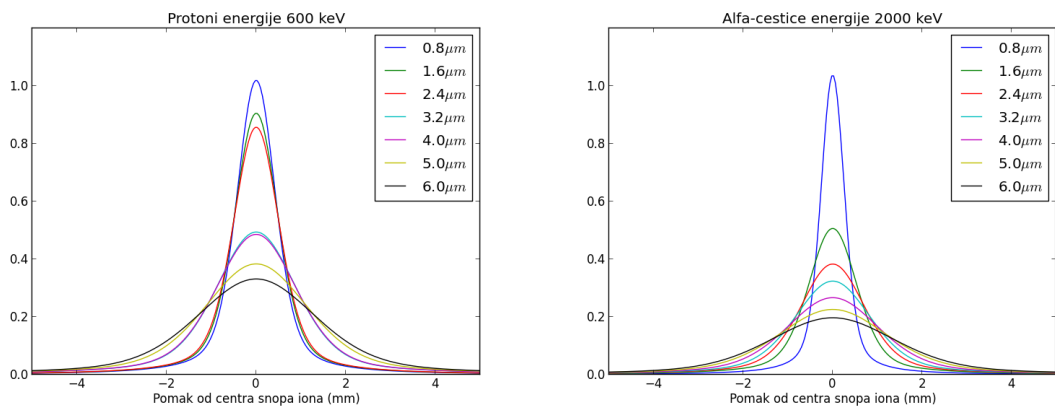 Protoni energije 600 keV
0.8μm
1.6μm
2.4μm
3.2μm
4.0μm
5.0μm
6.0μm
1.0
0.8
0.6
0.4
0.2
0.0
−4 −2 0 2 4
Pomak od centra snopa iona (mm)
Alfa-cestice energije 2000 keV
0.8μm
1.6μm
2.4μm
3.2μm
4.0μm
5.0μm
6.0μm
1.0
0.8
0.6
0.4
0.2
0.0
−4 −2 0 2 4
Pomak od centra snopa iona (mm)